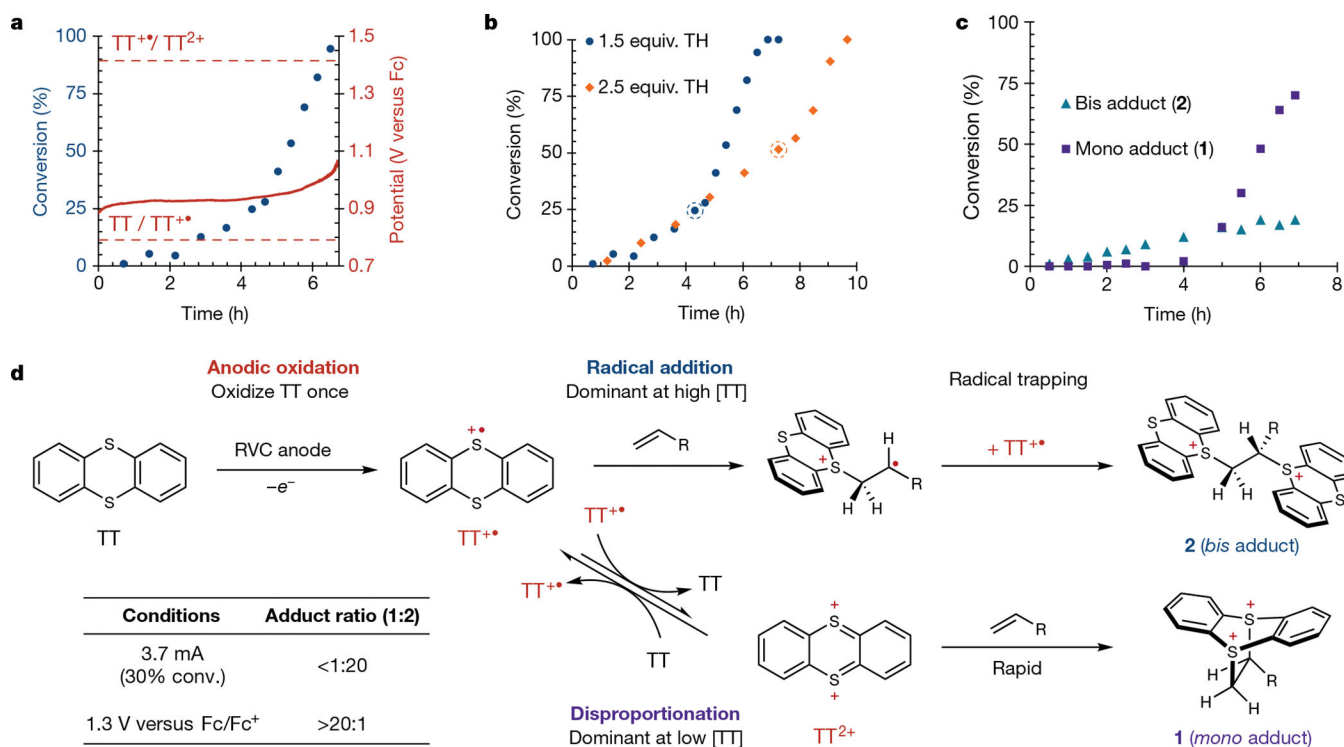 a
100
75
50
25
0
Conversion (%)
TT+•/ TT2+
TT / TT+•
1.5
1.3
1.1
0.9
0.7
Potential (V versus Fc)
0 2 4 6
Time (h)
b
100
75
50
25
0
Conversion (%)
1.5 equiv. TH
2.5 equiv. TH
0 2 4 6 8 10
Time (h)
c
100
75
50
25
0
Conversion (%)
Bis adduct (2)
Mono adduct (1)
0 2 4 6 8
Time (h)
d
Anodic oxidation
Oxidize TT once
Radical addition
Dominant at high [TT]
Radical trapping
S
S
TT
RVC anode
–e–
+•
S
S
TT+•
R
S
S
+
H
C
•
C
R
H H
+ TT+•
S
S
+
H R
H H
S
+
S
2 (bis adduct)
TT+•
TT+•
TT
TT
Disproportionation
Dominant at low [TT]
+
S
S
+
TT2+
R
Rapid
+
S
+
S
H
R
H H
1 (mono adduct)
Conditions Adduct ratio (1:2)
3.7 mA
(30% conv.)
<1:20
1.3 V versus Fc/Fc+ >20:1